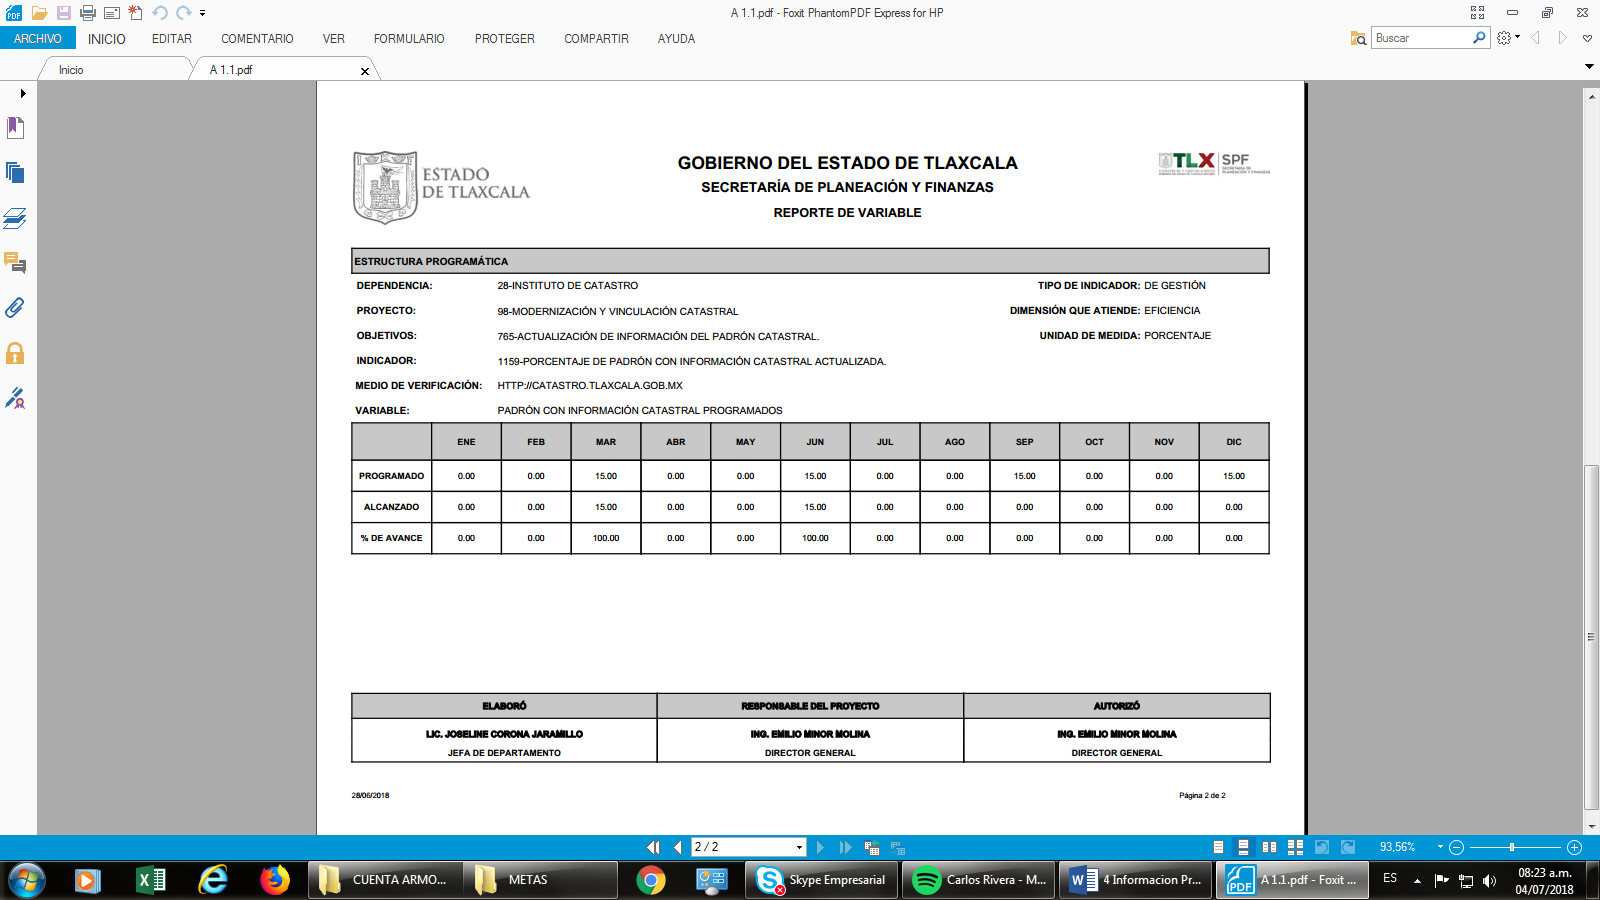 A 1.1.pdf - Foxit PhantomPDF Express for HP
ARCHIVO INICIO EDITAR COMENTARIO VER FORMULARIO PROTEGER COMPARTIR AYUDA Buscar
Inicio A 1.1.pdf
ESTADO DE TLAXCALA
GOBIERNO DEL ESTADO DE TLAXCALA
SECRETARÍA DE PLANEACIÓN Y FINANZAS
REPORTE DE VARIABLE
TLX SPF
ESTRUCTURA PROGRAMÁTICA
DEPENDENCIA: 28-INSTITUTO DE CATASTRO TIPO DE INDICADOR: DE GESTIÓN
PROYECTO: 98-MODERNIZACIÓN Y VINCULACIÓN CATASTRAL DIMENSIÓN QUE ATIENDE: EFICIENCIA
OBJETIVOS: 765-ACTUALIZACIÓN DE INFORMACIÓN DEL PADRÓN CATASTRAL. UNIDAD DE MEDIDA: PORCENTAJE
INDICADOR: 1159-PORCENTAJE DE PADRÓN CON INFORMACIÓN CATASTRAL ACTUALIZADA.
MEDIO DE VERIFICACIÓN: HTTP://CATASTRO.TLAXCALA.GOB.MX
VARIABLE: PADRÓN CON INFORMACIÓN CATASTRAL PROGRAMADOS
ENE FEB MAR ABR MAY JUN JUL AGO SEP OCT NOV DIC
PROGRAMADO 0.00 0.00 15.00 0.00 0.00 15.00 0.00 0.00 15.00 0.00 0.00 15.00
ALCANZADO 0.00 0.00 15.00 0.00 0.00 15.00 0.00 0.00 0.00 0.00 0.00 0.00
% DE AVANCE 0.00 0.00 100.00 0.00 0.00 100.00 0.00 0.00 0.00 0.00 0.00 0.00
ELABORÓ RESPONSABLE DEL PROYECTO AUTORIZÓ
LIC. JOSELINE CORONA JARAMILLO ING. EMILIO MINOR MOLINA ING. EMILIO MINOR MOLINA
JEFA DE DEPARTAMENTO DIRECTOR GENERAL DIRECTOR GENERAL
28/06/2018 Página 2 de 2
2 / 2 93,56%
CUENTA ARMO... METAS Skype Empresarial Carlos Rivera - M... 4 Informacion Pr... A 1.1.pdf - Foxit ... ES 08:23 a.m.
04/07/2018